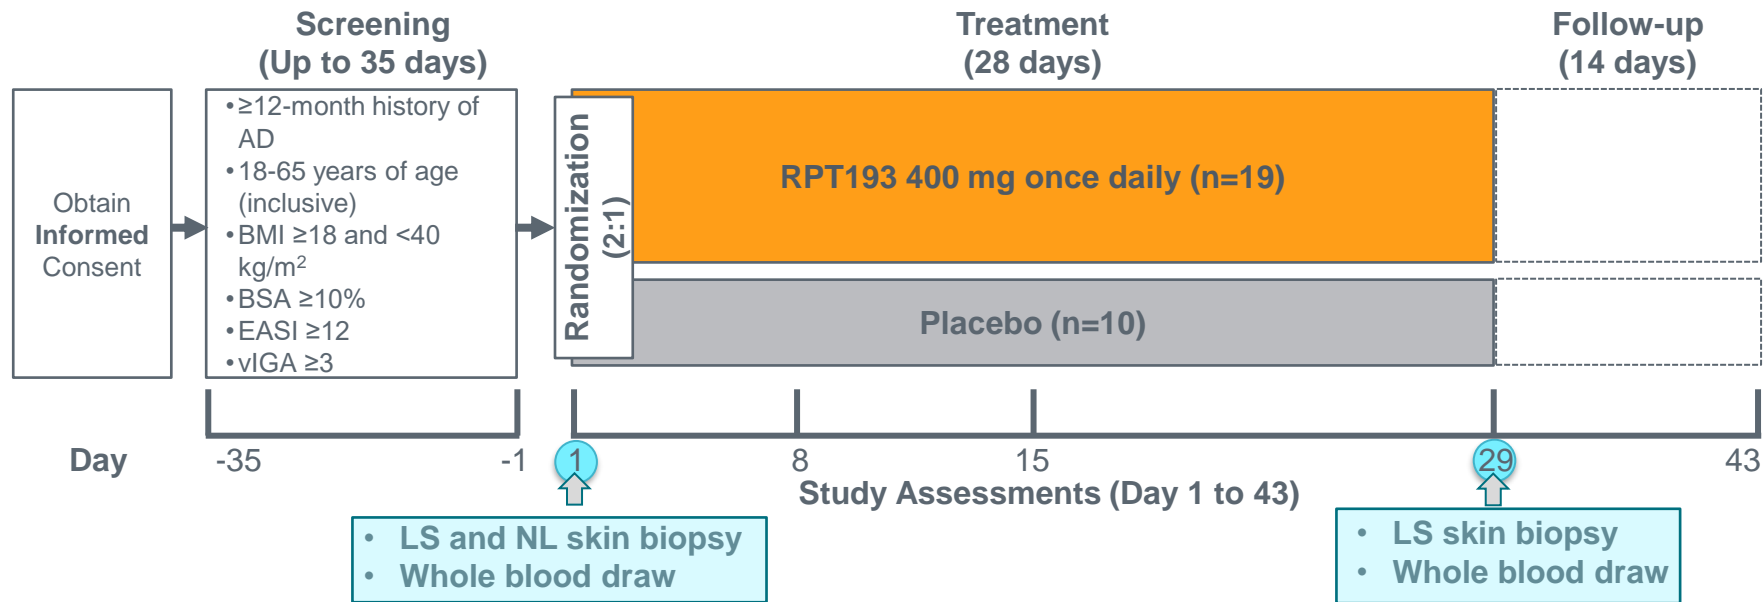 Screening
(Up to 35 days)
Treatment
(28 days)
Follow-up
(14 days)
Obtain
Informed
Consent
•≥12-month history of
AD
•18-65 years of age
(inclusive)
•BMI ≥18 and <40
kg/m²
•BSA ≥10%
•EASI ≥12
•vIGA ≥3
Randomization
(2:1)
RPT193 400 mg once daily (n=19)
Placebo (n=10)
Day
-35
-1
1
8
15
29
43
Study Assessments (Day 1 to 43)
• LS and NL skin biopsy
• Whole blood draw
• LS skin biopsy
• Whole blood draw